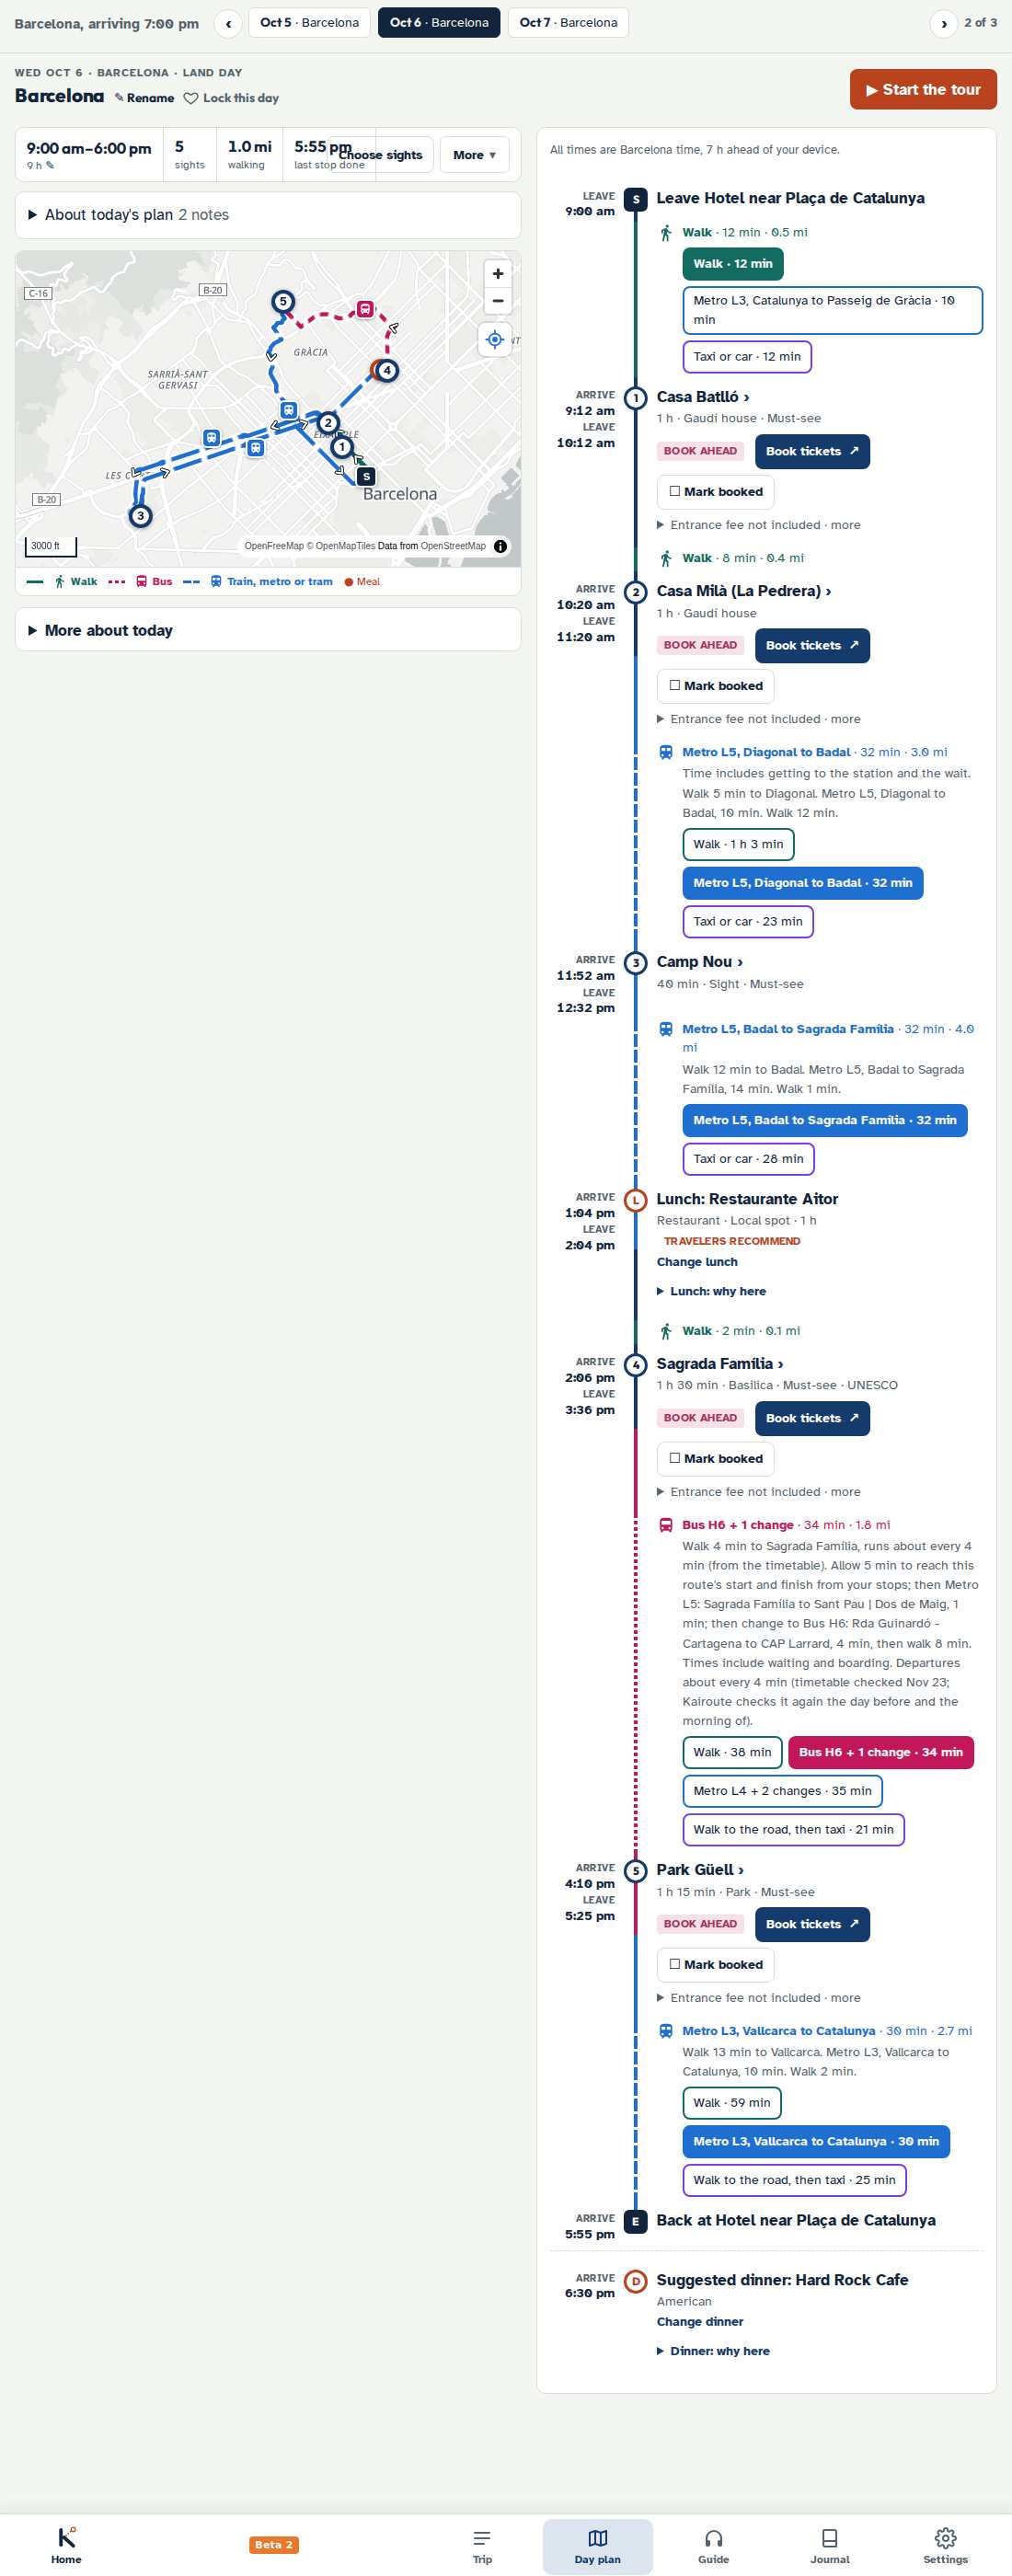 Barcelona, arriving 7:00 pm
‹
Oct 5 · Barcelona
Oct 6 · Barcelona
Oct 7 · Barcelona
›
2 of 3
WED OCT 6 · BARCELONA · LAND DAY
Barcelona
✎ Rename
Lock this day
▶ Start the tour
9:00 am–6:00 pm
9 h ✎
5
sights
1.0 mi
walking
5:55 pm
last stop done
Choose sights
More ▾
▶ About today's plan 2 notes
C-16
B-20
5
GRÀCIA
SARRIÀ-SANT
GERVASI
4
2
1
S
LES C
B-20
3
Barcelona
+
−
3000 ft
OpenFreeMap © OpenMapTiles Data from OpenStreetMap
Walk
Bus
Train, metro or tram
Meal
▶ More about today
All times are Barcelona time, 7 h ahead of your device.
LEAVE
9:00 am
S
Leave Hotel near Plaça de Catalunya
Walk · 12 min · 0.5 mi
Walk · 12 min
Metro L3, Catalunya to Passeig de Gràcia · 10
min
Taxi or car · 12 min
ARRIVE
9:12 am
LEAVE
10:12 am
1
Casa Batlló ›
1 h · Gaudí house · Must-see
BOOK AHEAD
Book tickets ↗
☐ Mark booked
▶ Entrance fee not included · more
Walk · 8 min · 0.4 mi
ARRIVE
10:20 am
LEAVE
11:20 am
2
Casa Milà (La Pedrera) ›
1 h · Gaudí house
BOOK AHEAD
Book tickets ↗
☐ Mark booked
▶ Entrance fee not included · more
Metro L5, Diagonal to Badal · 32 min · 3.0 mi
Time includes getting to the station and the wait.
Walk 5 min to Diagonal. Metro L5, Diagonal to
Badal, 10 min. Walk 12 min.
Walk · 1 h 3 min
Metro L5, Diagonal to Badal · 32 min
Taxi or car · 23 min
ARRIVE
11:52 am
LEAVE
12:32 pm
3
Camp Nou ›
40 min · Sight · Must-see
Metro L5, Badal to Sagrada Família · 32 min · 4.0
mi
Walk 12 min to Badal. Metro L5, Badal to Sagrada
Família, 14 min. Walk 1 min.
Metro L5, Badal to Sagrada Família · 32 min
Taxi or car · 28 min
ARRIVE
1:04 pm
LEAVE
2:04 pm
L
Lunch: Restaurante Aitor
Restaurant · Local spot · 1 h
TRAVELERS RECOMMEND
Change lunch
▶ Lunch: why here
Walk · 2 min · 0.1 mi
ARRIVE
2:06 pm
LEAVE
3:36 pm
4
Sagrada Família ›
1 h 30 min · Basilica · Must-see · UNESCO
BOOK AHEAD
Book tickets ↗
☐ Mark booked
▶ Entrance fee not included · more
Bus H6 + 1 change · 34 min · 1.8 mi
Walk 4 min to Sagrada Família, runs about every 4
min (from the timetable). Allow 5 min to reach this
route's start and finish from your stops; then Metro
L5: Sagrada Família to Sant Pau | Dos de Maig, 1
min; then change to Bus H6: Rda Guinardó -
Cartagena to CAP Larrard, 4 min, then walk 8 min.
Times include waiting and boarding. Departures
about every 4 min (timetable checked Nov 23;
Kairoute checks it again the day before and the
morning of).
Walk · 38 min
Bus H6 + 1 change · 34 min
Metro L4 + 2 changes · 35 min
Walk to the road, then taxi · 21 min
ARRIVE
4:10 pm
LEAVE
5:25 pm
5
Park Güell ›
1 h 15 min · Park · Must-see
BOOK AHEAD
Book tickets ↗
☐ Mark booked
▶ Entrance fee not included · more
Metro L3, Vallcarca to Catalunya · 30 min · 2.7 mi
Walk 13 min to Vallcarca. Metro L3, Vallcarca to
Catalunya, 10 min. Walk 2 min.
Walk · 59 min
Metro L3, Vallcarca to Catalunya · 30 min
Walk to the road, then taxi · 25 min
ARRIVE
5:55 pm
E
Back at Hotel near Plaça de Catalunya
ARRIVE
6:30 pm
D
Suggested dinner: Hard Rock Cafe
American
Change dinner
▶ Dinner: why here
Home
Beta 2
Trip
Day plan
Guide
Journal
Settings